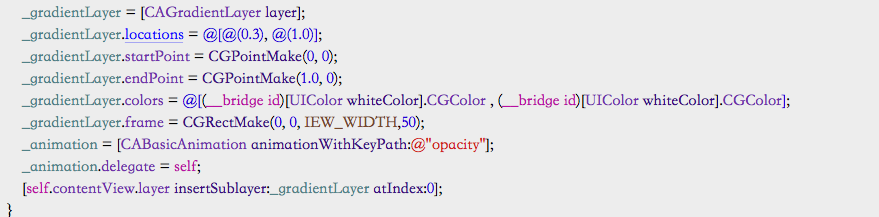 _gradientLayer = [CAGradientLayer layer];
_gradientLayer.locations = @[@(0.3), @(1.0)];
_gradientLayer.startPoint = CGPointMake(0, 0);
_gradientLayer.endPoint = CGPointMake(1.0, 0);
_gradientLayer.colors = @[(__bridge id)[UIColor whiteColor].CGColor , (__bridge id)[UIColor whiteColor].CGColor];
_gradientLayer.frame = CGRectMake(0, 0, IEW_WIDTH,50);
_animation = [CABasicAnimation animationWithKeyPath:@"opacity"];
_animation.delegate = self;
[self.contentView.layer insertSublayer:_gradientLayer atIndex:0];
}